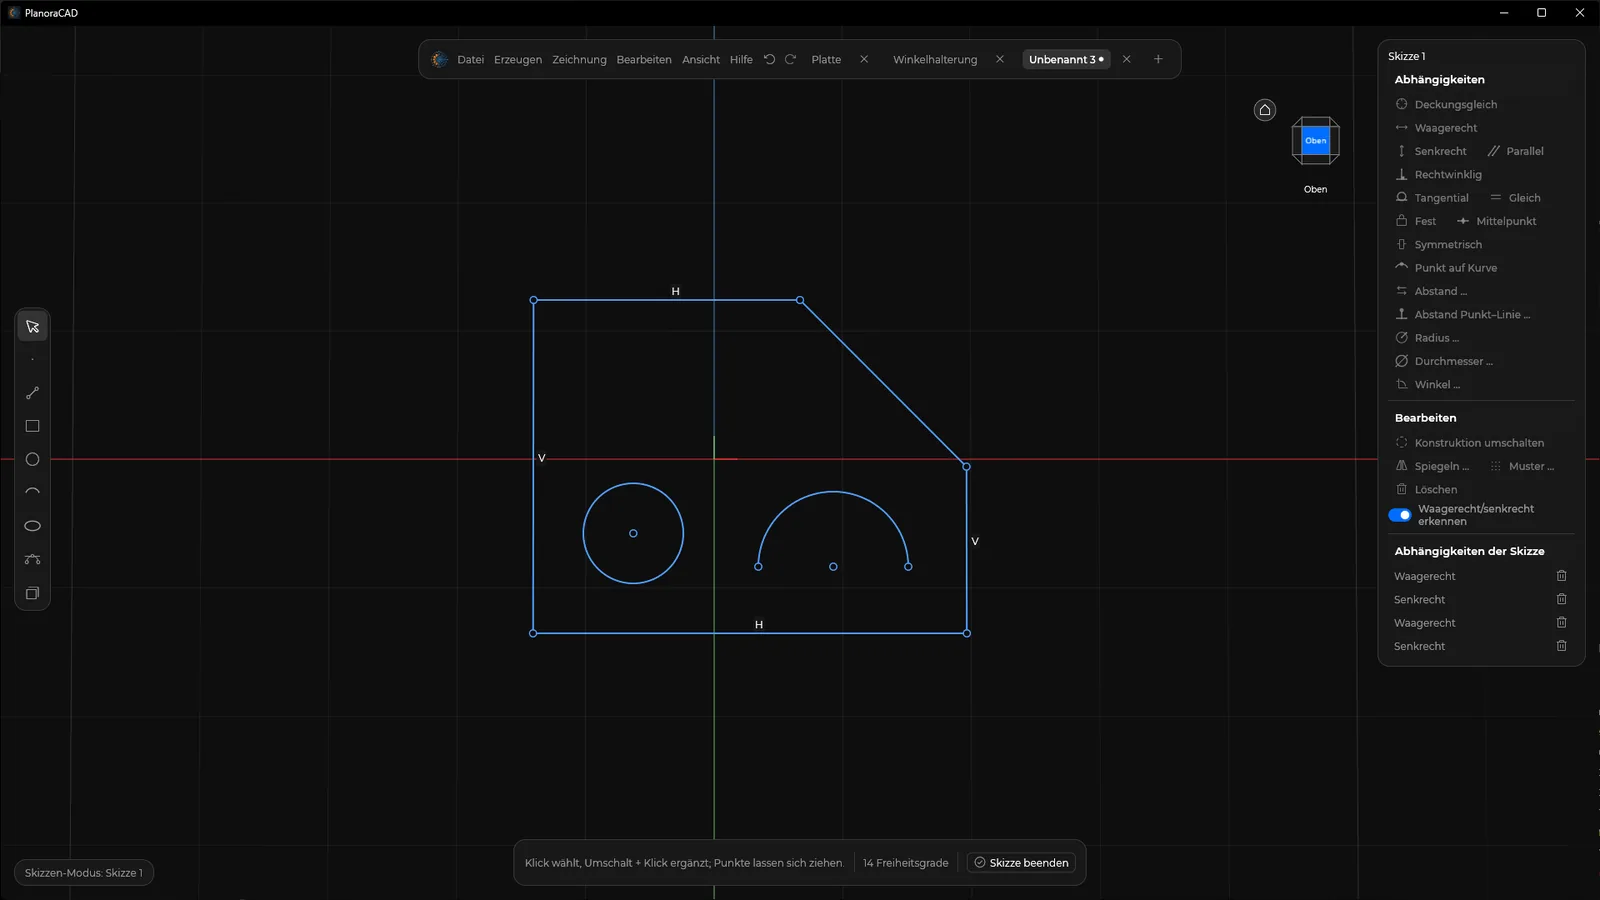 PlanoraCAD
Datei Erzeugen Zeichnung Bearbeiten Ansicht Hilfe Platte Winkelhalterung Unbenannt 3
Oben
Oben
H
V
V
H
Skizze 1
Abhängigkeiten
Deckungsgleich
Waagerecht
Senkrecht Parallel
Rechtwinklig
Tangential Gleich
Fest Mittelpunkt
Symmetrisch
Punkt auf Kurve
Abstand ...
Abstand Punkt–Linie ...
Radius ...
Durchmesser ...
Winkel ...
Bearbeiten
Konstruktion umschalten
Spiegeln ... Muster ...
Löschen
Waagerecht/senkrecht
erkennen
Abhängigkeiten der Skizze
Waagerecht
Senkrecht
Waagerecht
Senkrecht
Klick wählt, Umschalt + Klick ergänzt; Punkte lassen sich ziehen. 14 Freiheitsgrade Skizze beenden
Skizzen-Modus: Skizze 1